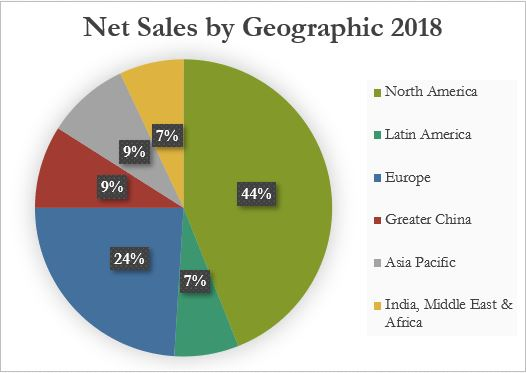 Net Sales by Geographic 2018
North America
Latin America
Europe
Greater China
Asia Pacific
India, Middle East &
Africa
44%
7%
24%
9%
9%
7%